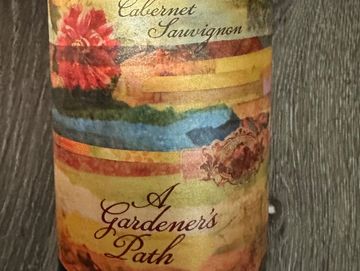 Cabernet
Sauvignon
A
Gardener's
Path